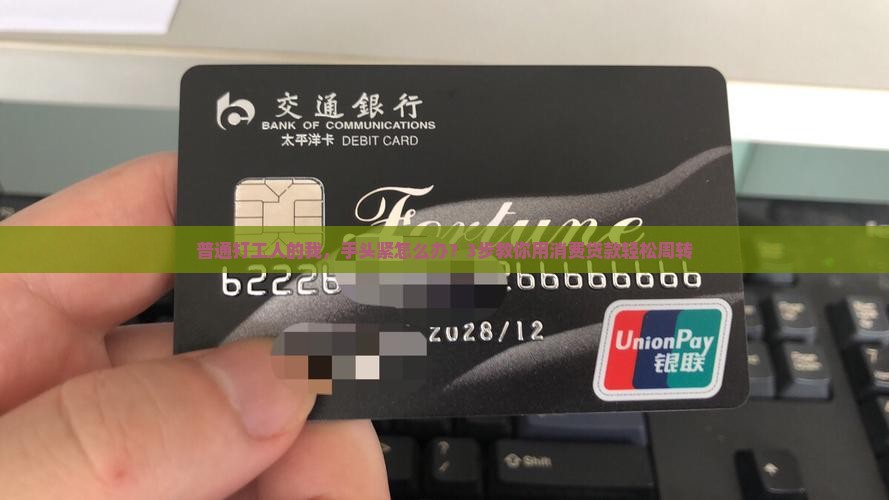 交通銀行
BANK OF COMMUNICATIONS
太平洋卡 DEBIT CARD
Fortune
普通打工人的我，手头紧怎么办？3步教你用消费贷款轻松周转
2028/12
UnionPay
银联
Shift